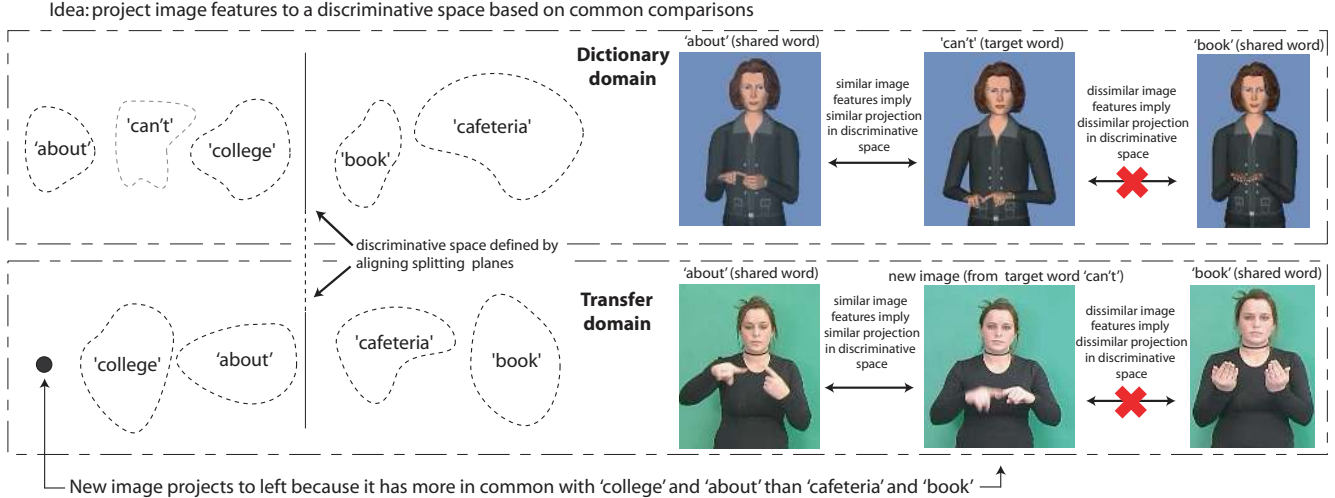 Idea: project image features to a discriminative space based on common comparisons
Dictionary
domain
'about' (shared word)
'can't' (target word)
'book' (shared word)
'about'
'can't'
'college'
'book'
'cafeteria'
similar image
features imply
similar projection
in discriminative
space
dissimilar image
features imply
dissimilar projection
in discriminative
space
discriminative space defined by
aligning splitting planes
Transfer
domain
'about' (shared word)
new image (from target word 'can't')
'book' (shared word)
'college'
'about'
'cafeteria'
'book'
similar image
features imply
similar projection
in discriminative
space
dissimilar image
features imply
dissimilar projection
in discriminative
space
New image projects to left because it has more in common with 'college' and 'about' than 'cafeteria' and 'book'